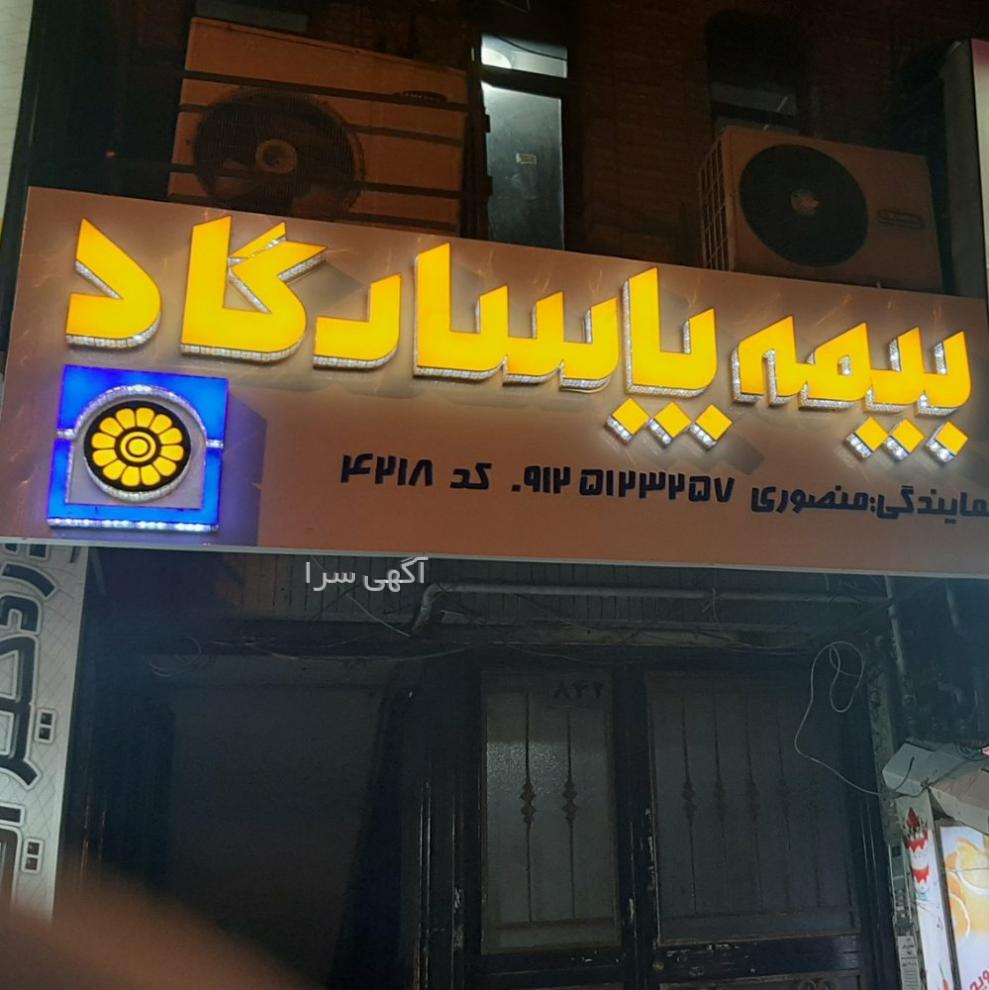 بیمه پاسارگاد
نمایندگی:منصوری ۰۹۱۲۵۱۲۳۲۵۷ کد ۴۲۱۸
آگهی سرا
۸۴۲